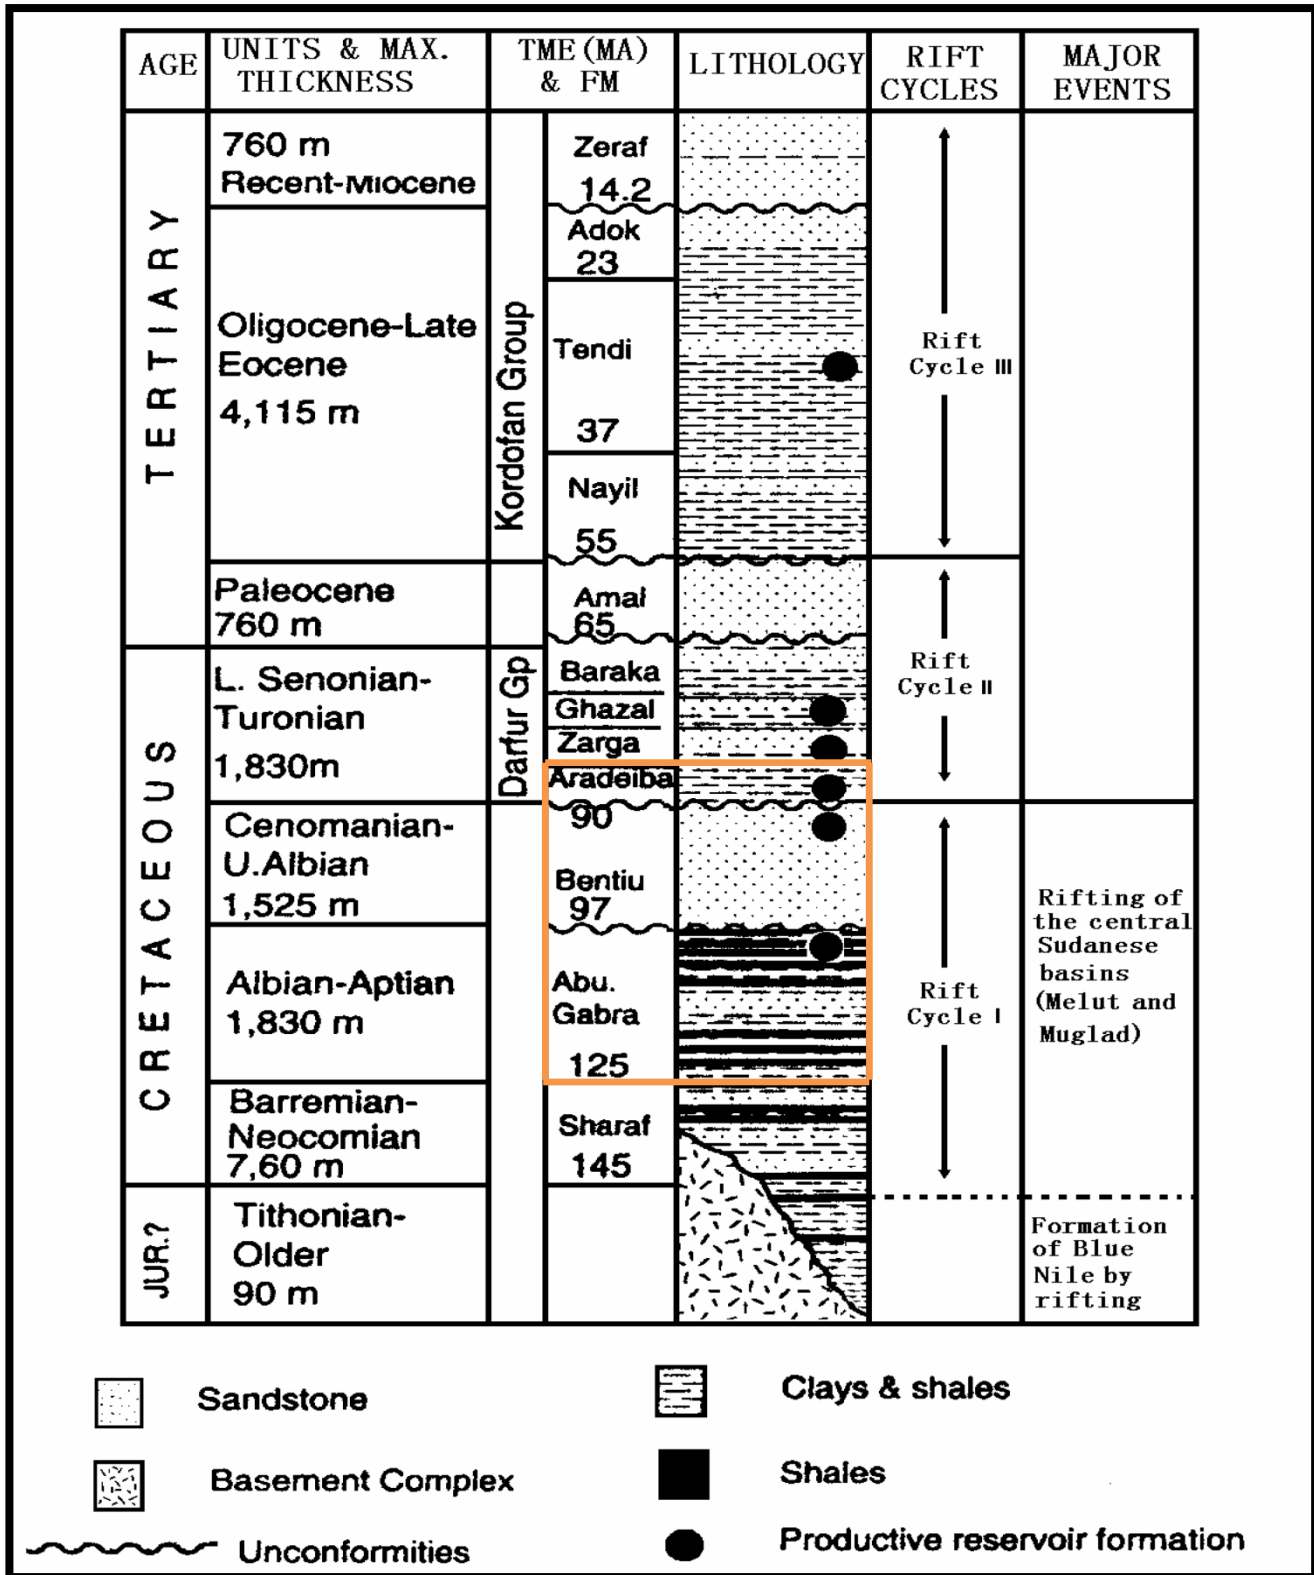 AGE
UNITS & MAX.
THICKNESS
TME(MA)
& FM
LITHOLOGY
RIFT
CYCLES
MAJOR
EVENTS
TERTIARY
760 m
Recent-Miocene
Oligocene-Late
Eocene
4,115 m
Paleocene
760 m
CRETACEOUS
L. Senonian-
Turonian
1,830m
Cenomanian-
U.Albian
1,525 m
Albian-Aptian
1,830 m
Barremian-
Neocomian
7,60 m
JUR.?
Tithonian-
Older
90 m
Kordofan Group
Darfur Gp
Zeraf
14.2
Adok
23
Tendi
37
Nayil
55
Amal
65
Baraka
Ghazal
Zarga
Aradeiba
90
Bentiu
97
Abu.
Gabra
125
Sharaf
145
Rift
Cycle III
Rift
Cycle II
Rift
Cycle I
Rifting of
the central
Sudanese
basins
(Melut and
Muglad)
Formation
of Blue
Nile by
rifting
Sandstone
Clays & shales
Basement Complex
Shales
Unconformities
Productive reservoir formation